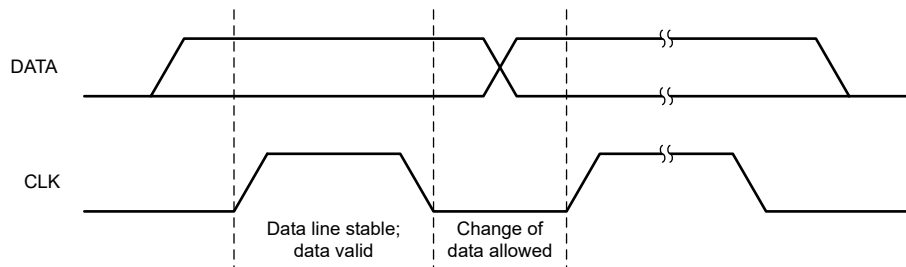 DATA
CLK
Data line stable;
data valid
Change of
data allowed